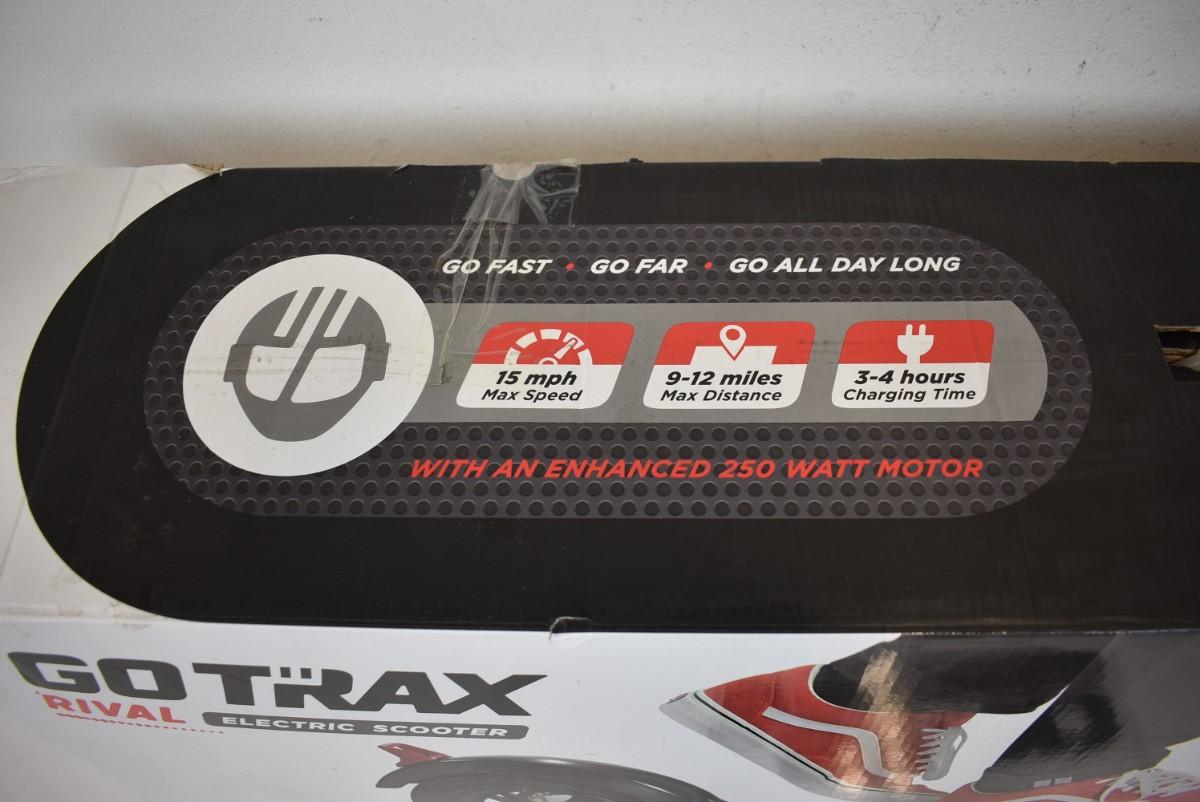 GO FAST • GO FAR • GO ALL DAY LONG
15 mph
Max Speed
9-12 miles
Max Distance
3-4 hours
Charging Time
WITH AN ENHANCED 250 WATT MOTOR
GOTRAX
RIVAL
ELECTRIC SCOOTER